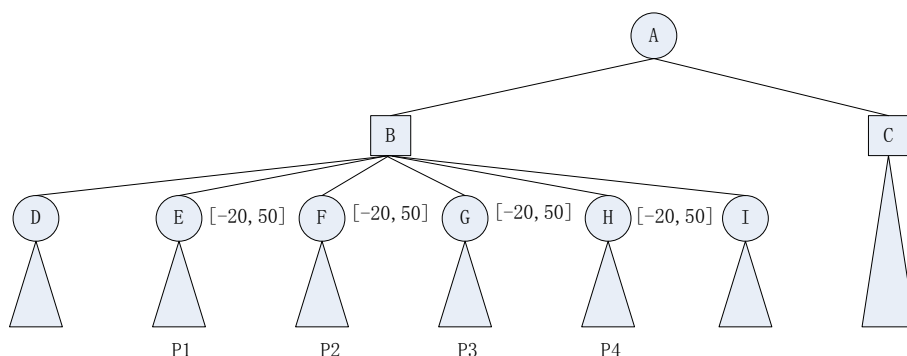 A
B C
D E [-20,50] F [-20,50] G [-20,50] H [-20,50] I
P1 P2 P3 P4